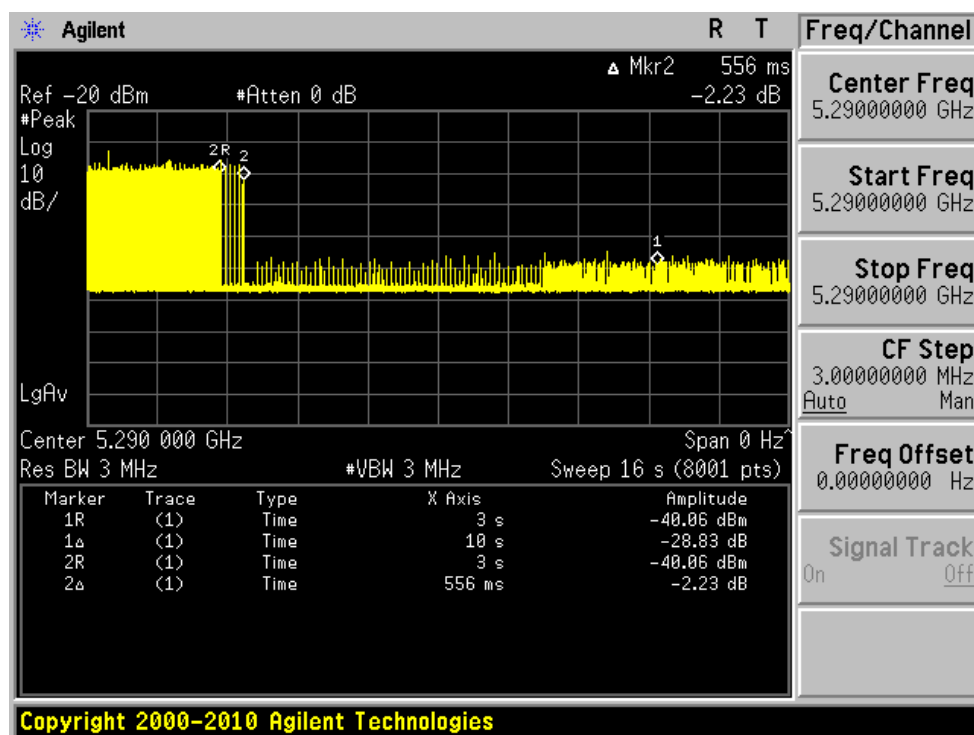 Agilent R T
Δ Mkr2 556 ms
Ref -20 dBm #Atten 0 dB -2.23 dB
#Peak
Log
10
dB/
2R 2
1
LgAv
Center 5.290 000 GHz Span 0 Hz^
Res BW 3 MHz #VBW 3 MHz Sweep 16 s (8001 pts)
Marker Trace Type X Axis Amplitude
1R (1) Time 3 s -40.06 dBm
1Δ (1) Time 10 s -28.83 dB
2R (1) Time 3 s -40.06 dBm
2Δ (1) Time 556 ms -2.23 dB
Freq/Channel
Center Freq
5.29000000 GHz
Start Freq
5.29000000 GHz
Stop Freq
5.29000000 GHz
CF Step
3.00000000 MHz
Auto Man
Freq Offset
0.00000000 Hz
Signal Track
On Off
Copyright 2000-2010 Agilent Technologies